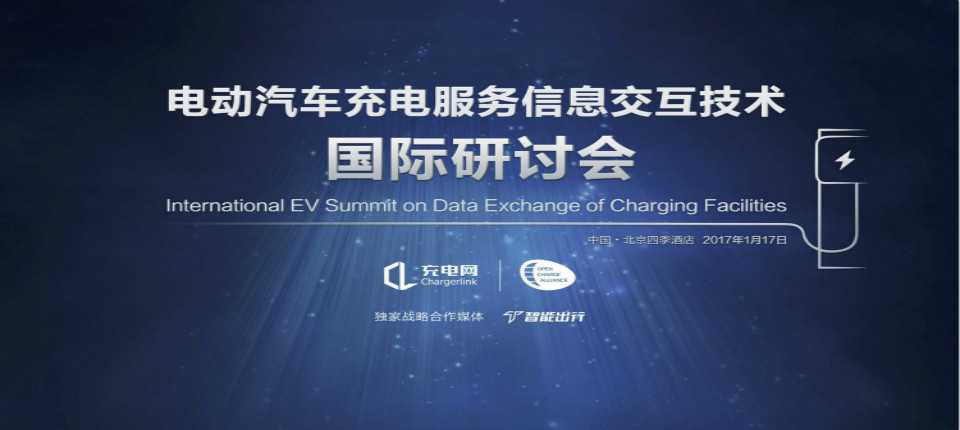 电动汽车充电服务信息交互技术
国际研讨会
International EV Summit on Data Exchange of Charging Facilities
中国·北京四季酒店 2017年1月17日
充电网
Chargerlink
OPEN
CHARGE
ALLIANCE
独家战略合作媒体 智能出行